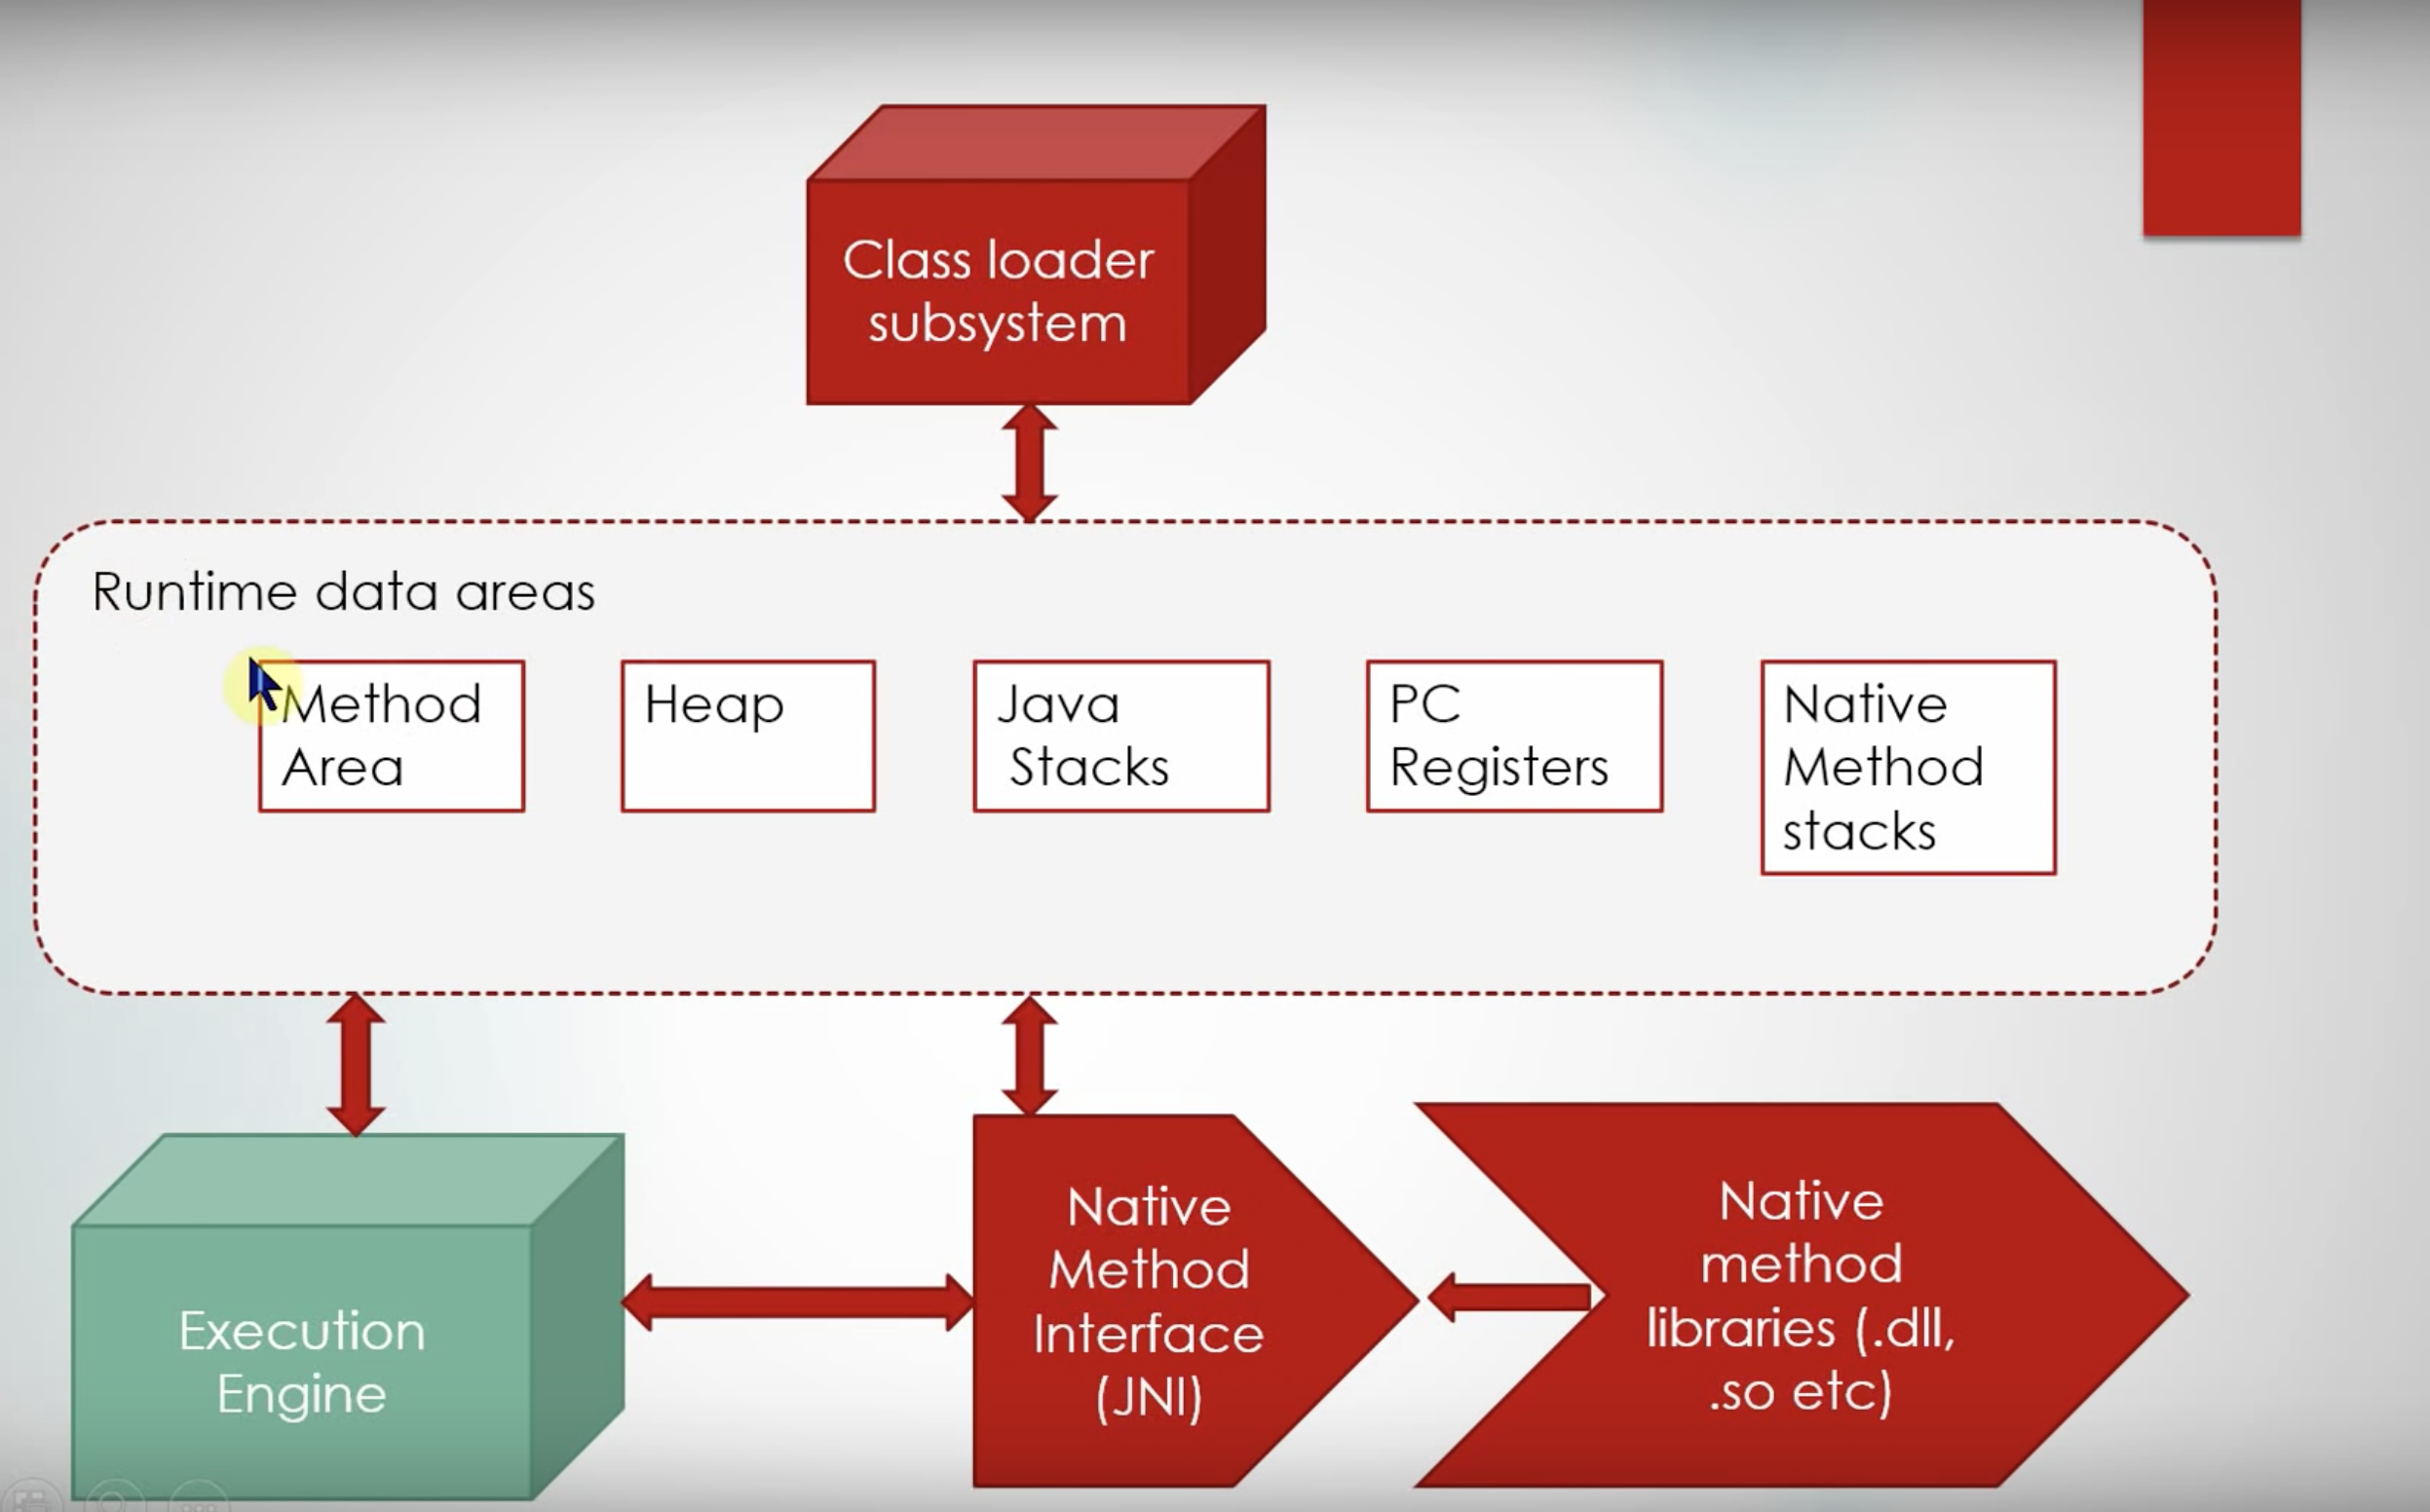 Class loader
subsystem
Runtime data areas
Method
Area
Heap
Java
Stacks
PC
Registers
Native
Method
stacks
Execution
Engine
Native
Method
Interface
(JNI)
Native
method
libraries (.dll,
.so etc)